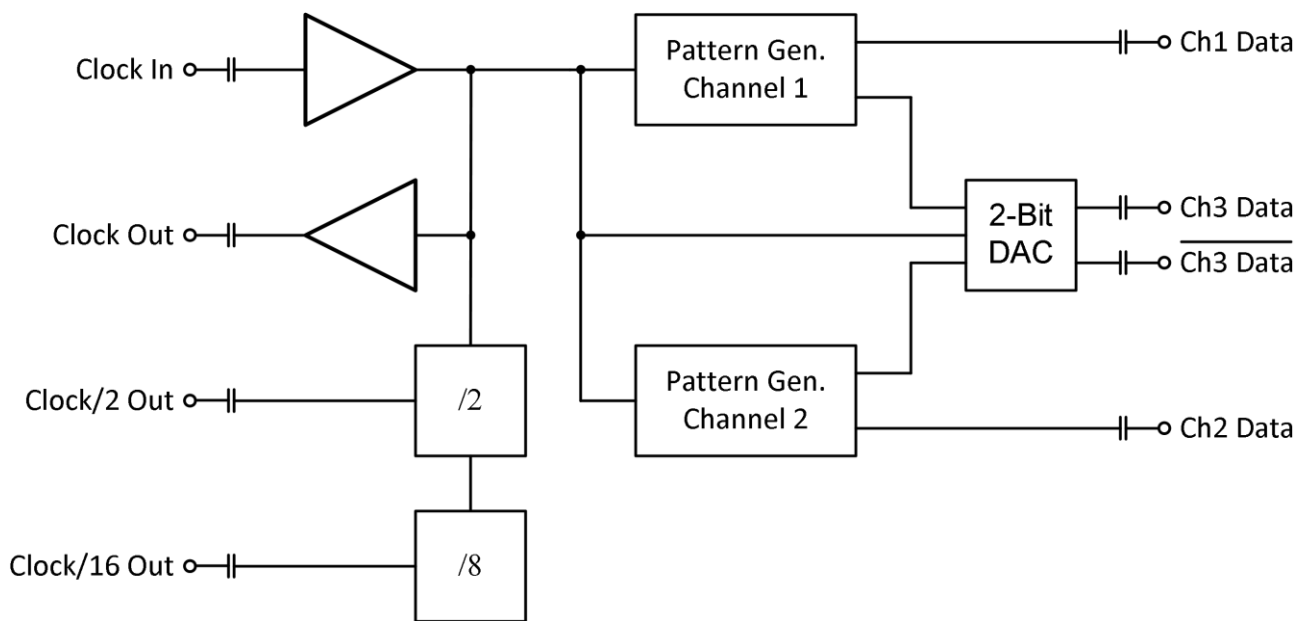 Clock In
Pattern Gen.
Channel 1
Ch1 Data
Clock Out
2-Bit
DAC
Ch3 Data
Ch3 Data
Clock/2 Out
/2
Pattern Gen.
Channel 2
Ch2 Data
Clock/16 Out
/8